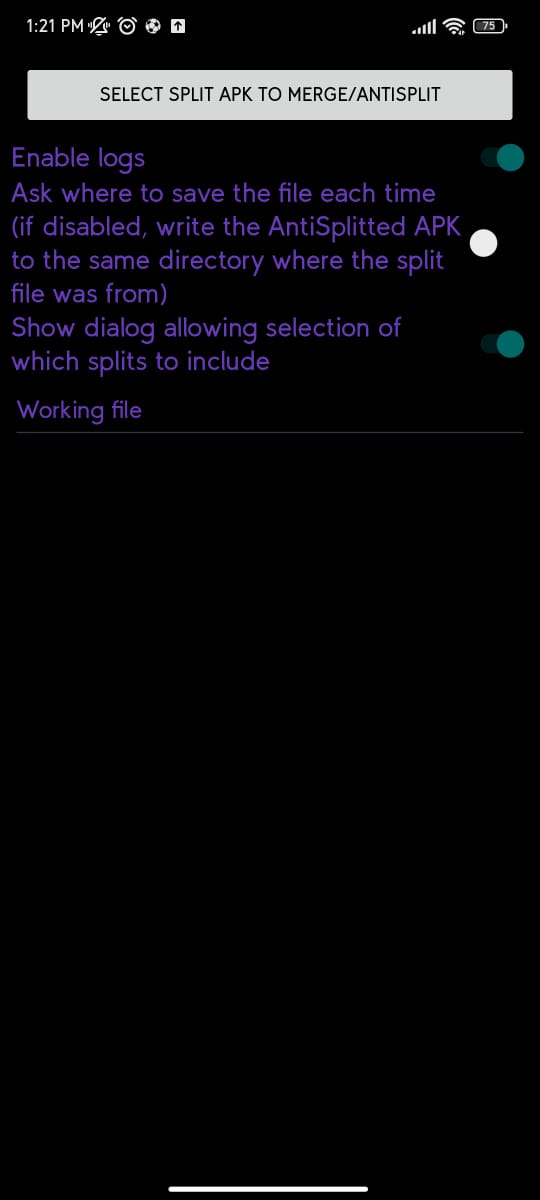 1:21 PM
75
SELECT SPLIT APK TO MERGE/ANTISPLIT
Enable logs
Ask where to save the file each time
(if disabled, write the AntiSplitted APK
to the same directory where the split
file was from)
Show dialog allowing selection of
which splits to include
Working file